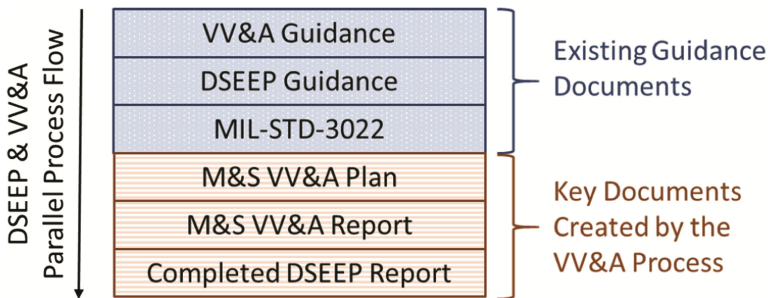 DSEEP & VV&A
Parallel Process Flow
VV&A Guidance
DSEEP Guidance
MIL-STD-3022
M&S VV&A Plan
M&S VV&A Report
Completed DSEEP Report
Existing Guidance
Documents
Key Documents
Created by the
VV&A Process